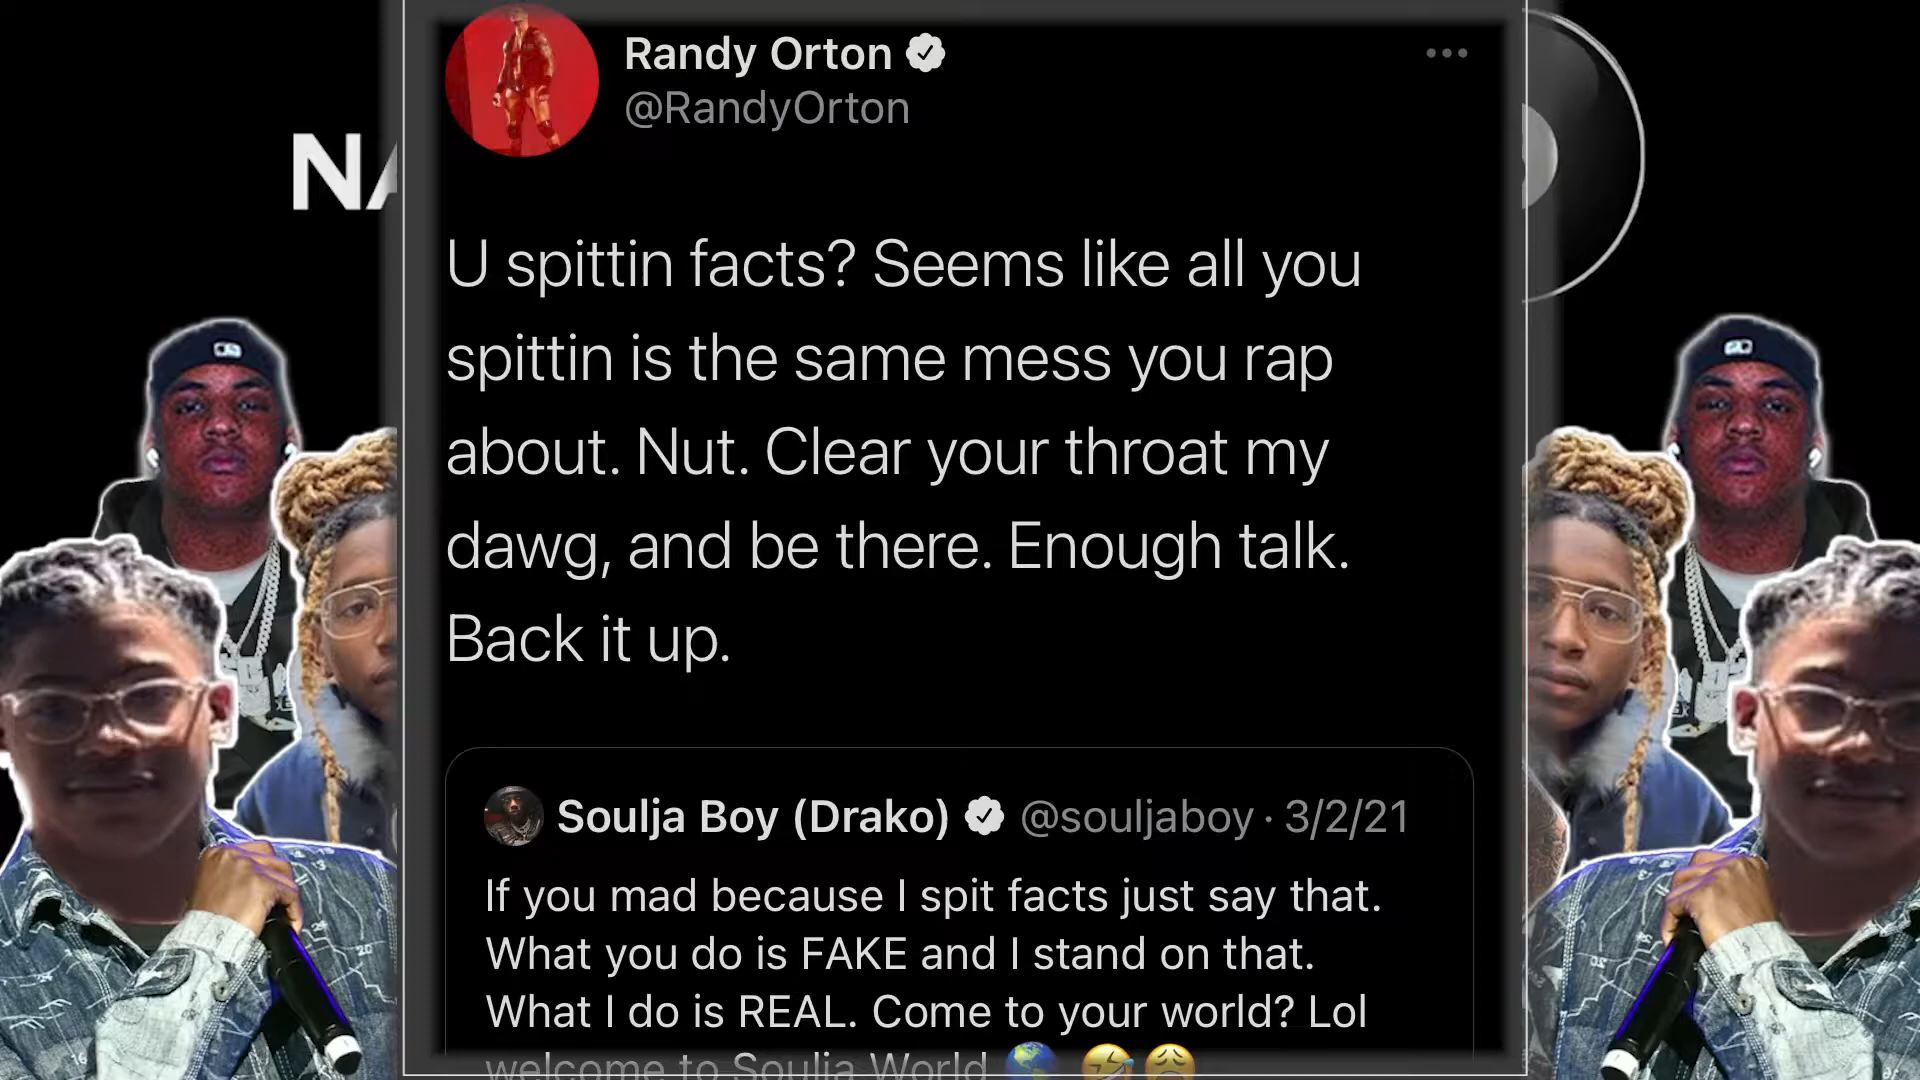 Randy Orton
@RandyOrton
NA
U spittin facts? Seems like all you
spittin is the same mess you rap
about. Nut. Clear your throat my
dawg, and be there. Enough talk.
Back it up.
Soulja Boy (Drako) @souljaboy · 3/2/21
If you mad because I spit facts just say that.
What you do is FAKE and I stand on that.
What I do is REAL. Come to your world? Lol
welcome to Soulja World 🌎 🤣😩